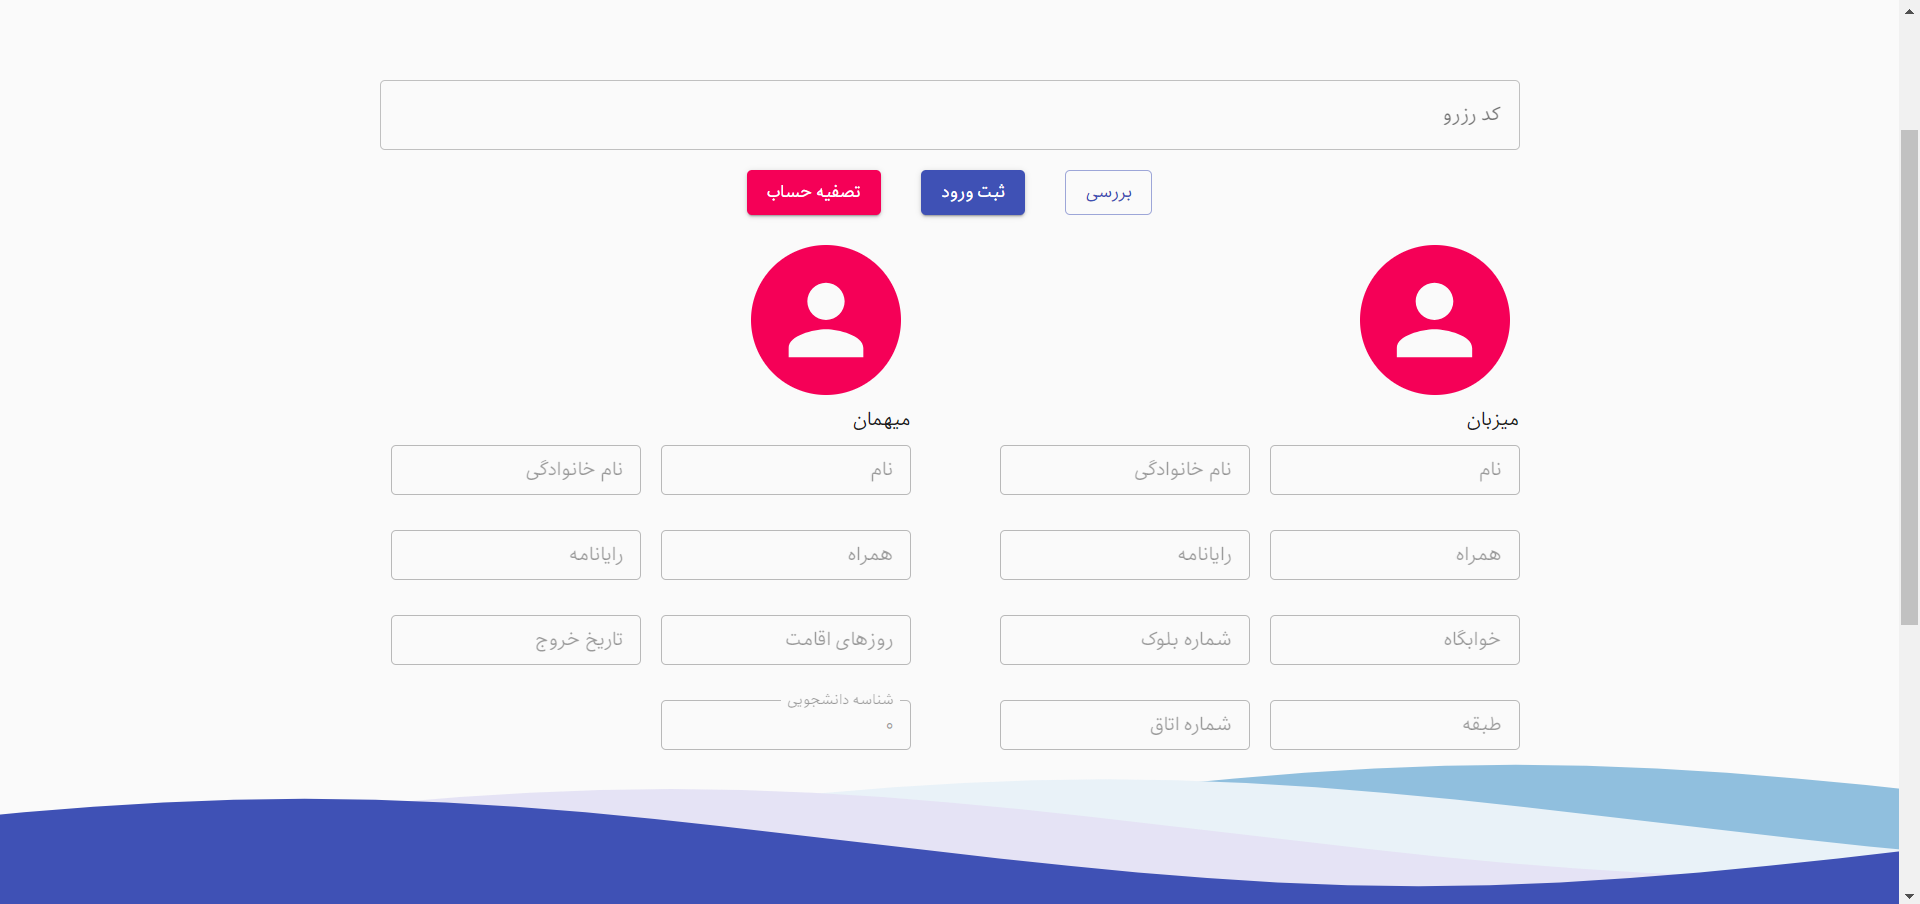 کد رزرو
بررسی
ثبت ورود
تصفیه حساب
میزبان
نام
نام خانوادگی
همراه
رایانامه
خوابگاه
شماره بلوک
طبقه
شماره اتاق
میهمان
نام
نام خانوادگی
همراه
رایانامه
روزهای اقامت
تاریخ خروج
شناسه دانشجویی
۰